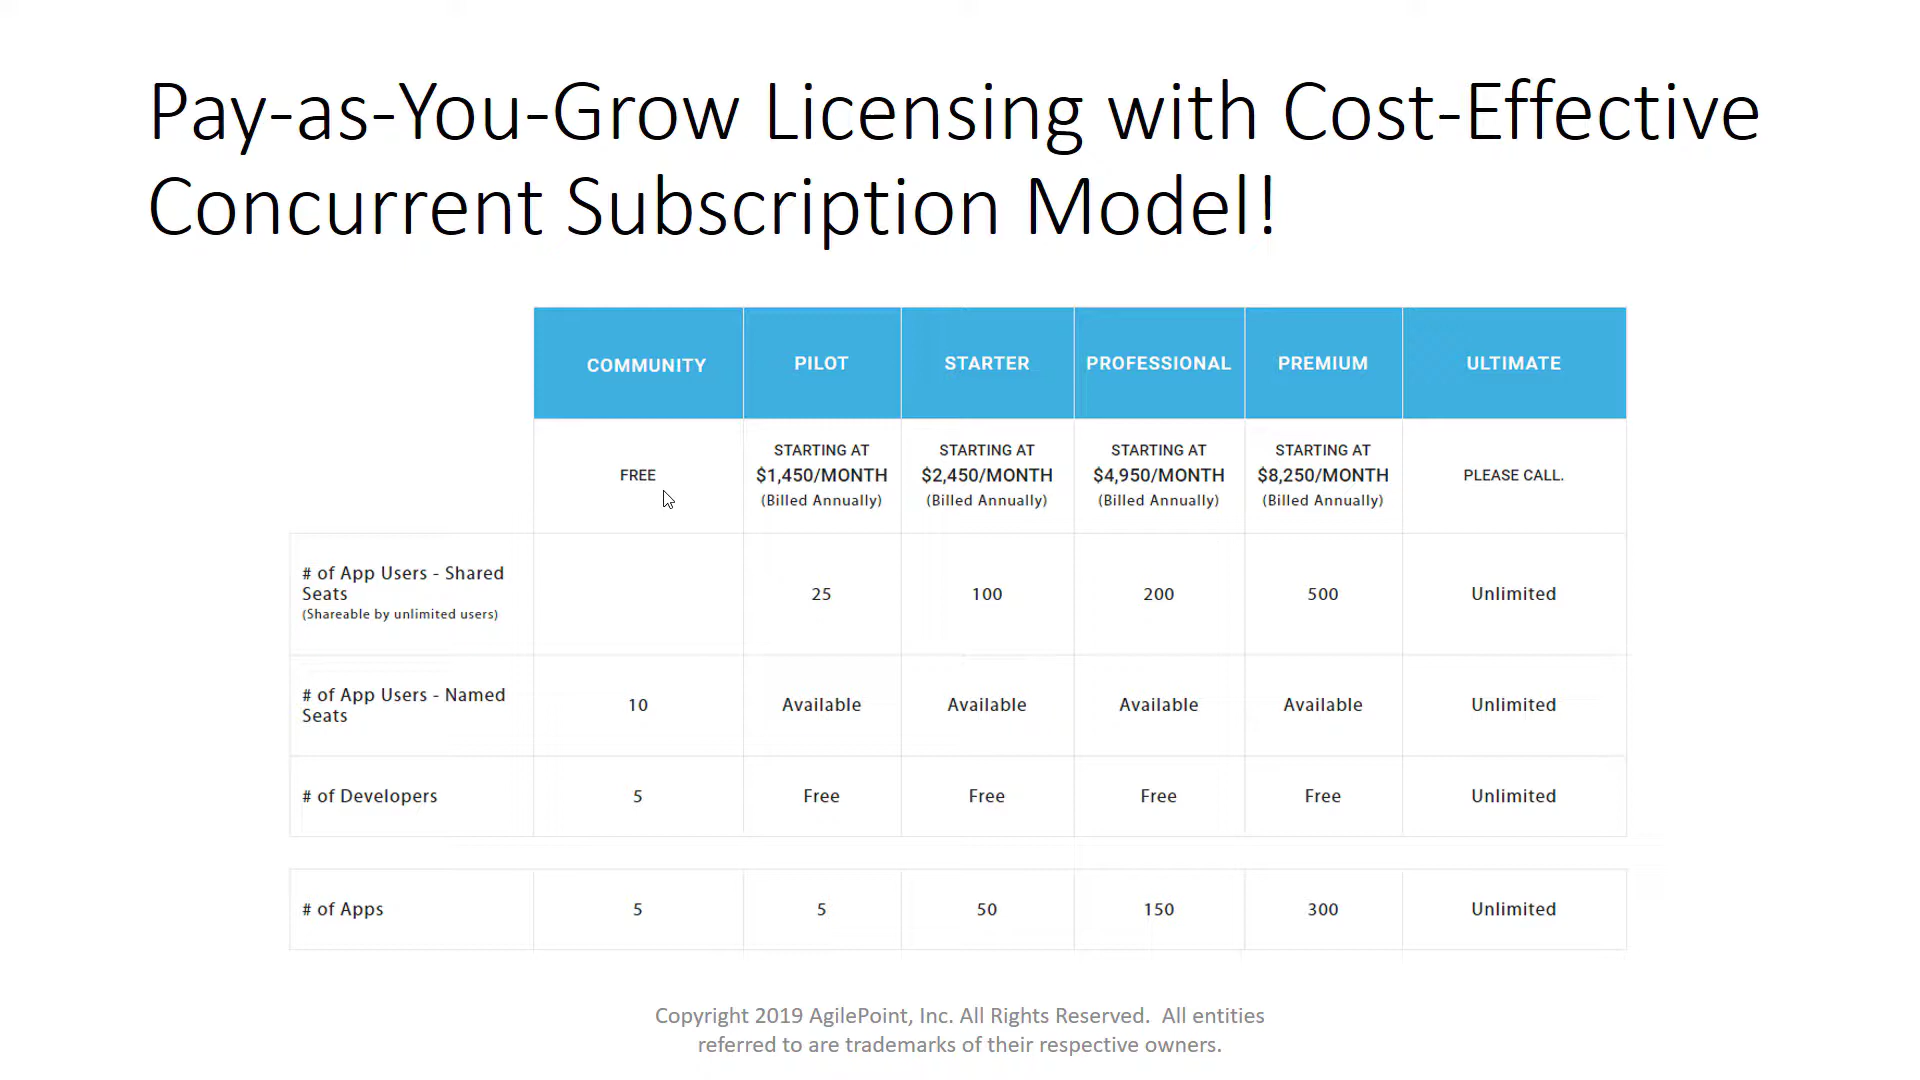 Pay-as-You-Grow Licensing with Cost-Effective
Concurrent Subscription Model!
COMMUNITY PILOT STARTER PROFESSIONAL PREMIUM ULTIMATE
STARTING AT STARTING AT STARTING AT STARTING AT
FREE $1,450/MONTH $2,450/MONTH $4,950/MONTH $8,250/MONTH PLEASE CALL.
(Billed Annually) (Billed Annually) (Billed Annually) (Billed Annually)
# of App Users - Shared
Seats 25 100 200 500 Unlimited
(Shareable by unlimited users)
# of App Users - Named
Seats 10 Available Available Available Available Unlimited
# of Developers 5 Free Free Free Free Unlimited
# of Apps 5 5 50 150 300 Unlimited
Copyright 2019 AgilePoint, Inc. All Rights Reserved. All entities
referred to are trademarks of their respective owners.